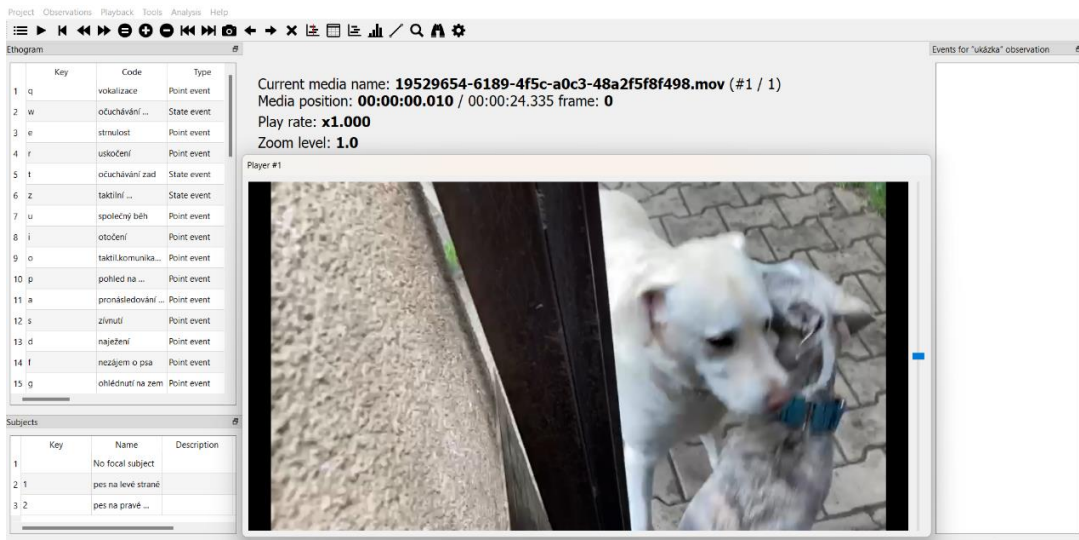 Project Observations Playback Tools Analysis Help
Ethogram
Key Code Type
1 q vokalizace Point event
2 w očuchávání ... State event
3 e strnulost Point event
4 r uskočení Point event
5 t očuchávání zad State event
6 z taktilní ... State event
7 u společný běh Point event
8 i otočení Point event
9 o taktil.komunika... Point event
10 p pohled na ... Point event
11 a pronásledování ... Point event
12 s zívnutí Point event
13 d naježení Point event
14 f nezájem o psa Point event
15 g ohlédnutí na zem Point event
Subjects
Key Name Description
1 No focal subject
2 1 pes na levé straně
3 2 pes na pravé ...
Current media name: 19529654-6189-4f5c-a0c3-48a2f5f8f498.mov (#1 / 1)
Media position: 00:00:00.010 / 00:00:24.335 frame: 0
Play rate: x1.000
Zoom level: 1.0
Player #1
Events for "ukázka" observation